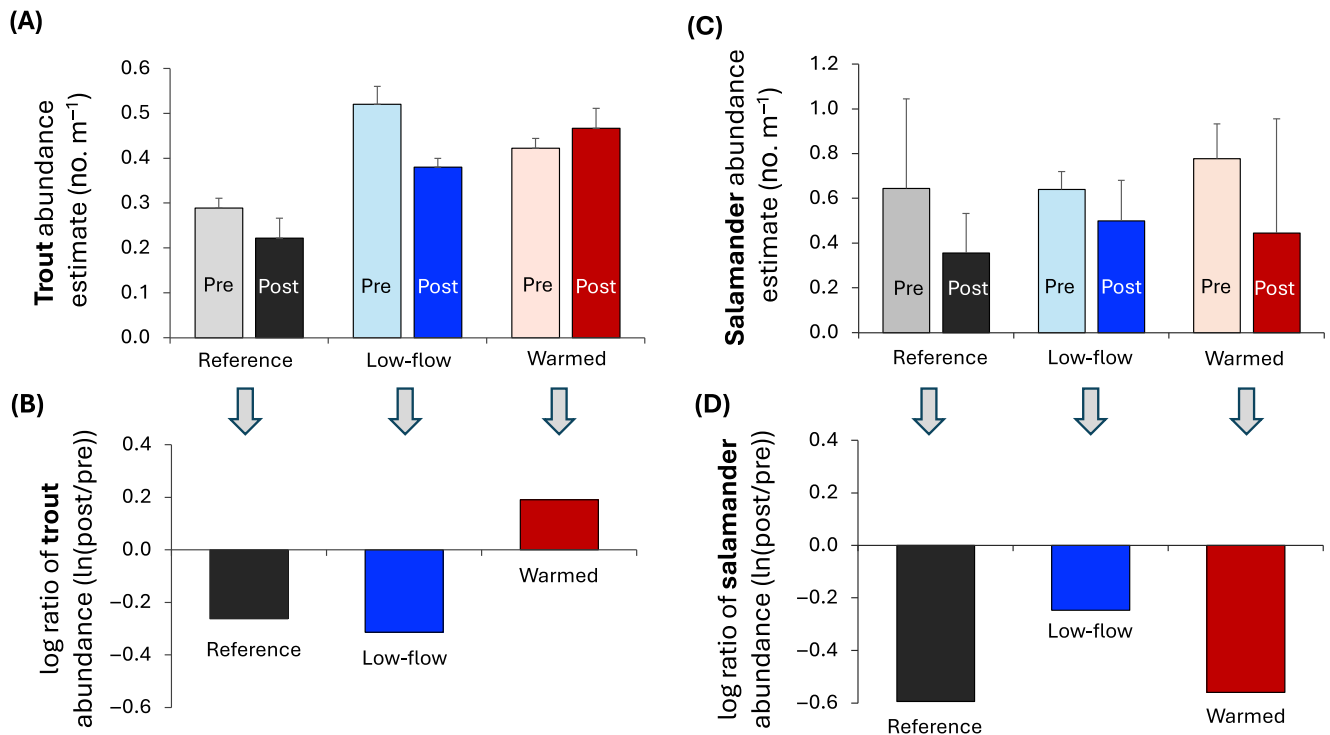 (A)
Trout abundance
estimate (no. m⁻¹)
0.6
0.5
0.4
0.3
0.2
0.1
0.0
Pre
Post
Pre
Post
Pre
Post
Reference
Low-flow
Warmed
(B)
log ratio of trout
abundance (ln(post/pre))
0.4
0.2
0.0
−0.2
−0.4
−0.6
Reference
Low-flow
Warmed
(C)
Salamander abundance
estimate (no. m⁻¹)
1.2
1.0
0.8
0.6
0.4
0.2
0.0
Pre
Post
Pre
Post
Pre
Post
Reference
Low-flow
Warmed
(D)
log ratio of salamander
abundance (ln(post/pre))
0.4
0.2
0.0
−0.2
−0.4
−0.6
Reference
Low-flow
Warmed